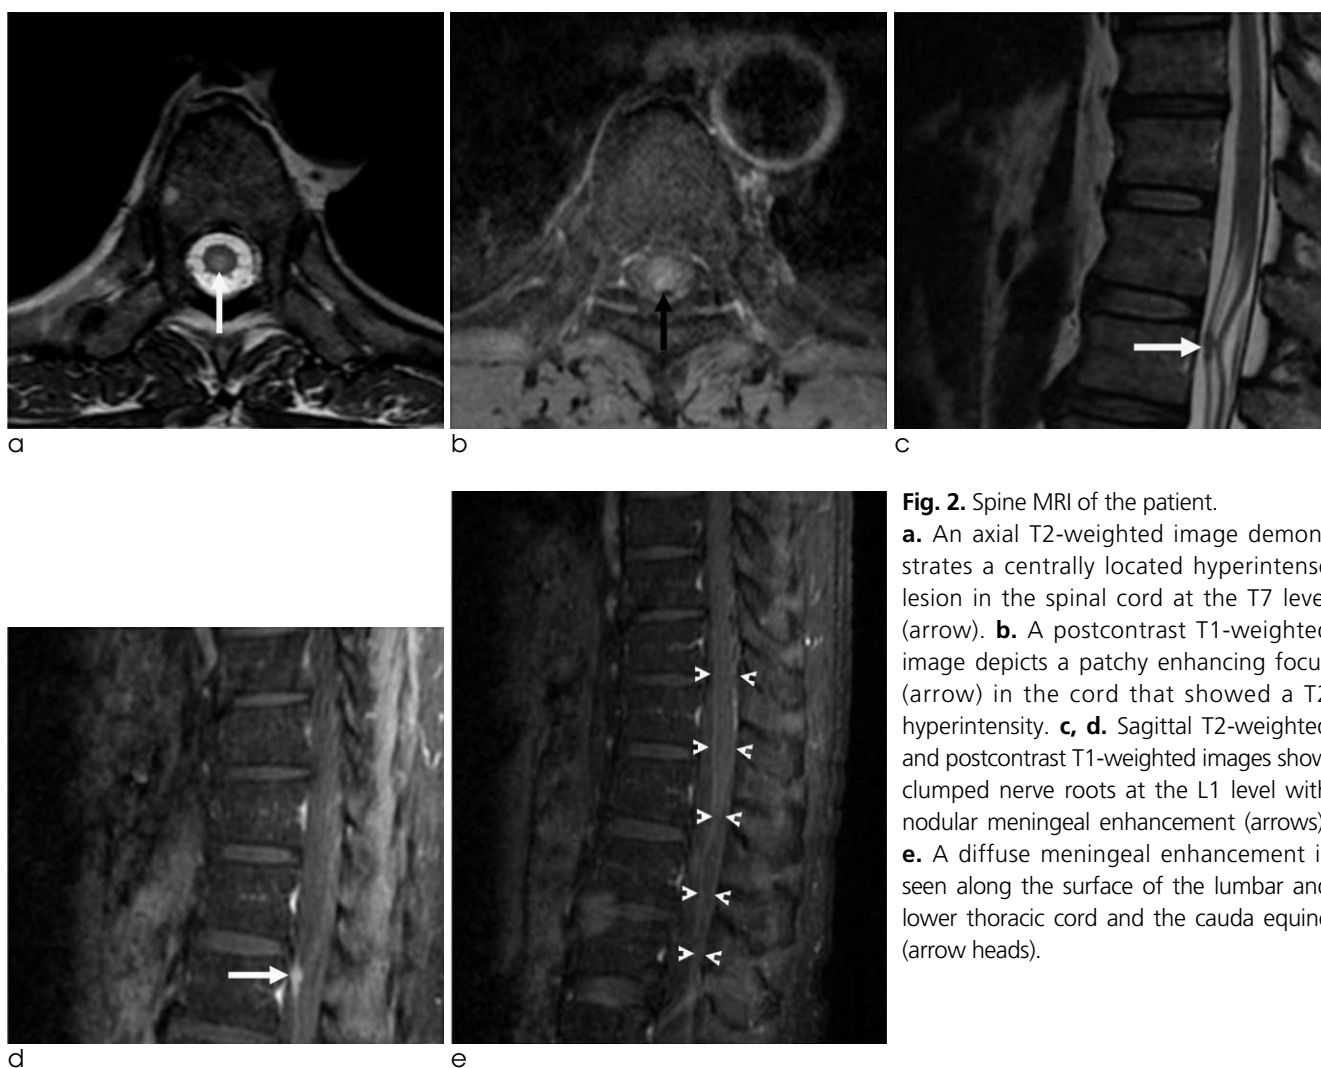 a
b
c
d
e
Fig. 2. Spine MRI of the patient.
a. An axial T2-weighted image demon
strates a centrally located hyperintense
lesion in the spinal cord at the T7 leve
(arrow). b. A postcontrast T1-weighted
image depicts a patchy enhancing focu
(arrow) in the cord that showed a T2
hyperintensity. c, d. Sagittal T2-weighted
and postcontrast T1-weighted images show
clumped nerve roots at the L1 level with
nodular meningeal enhancement (arrows)
e. A diffuse meningeal enhancement i
seen along the surface of the lumbar and
lower thoracic cord and the cauda equina
(arrow heads).